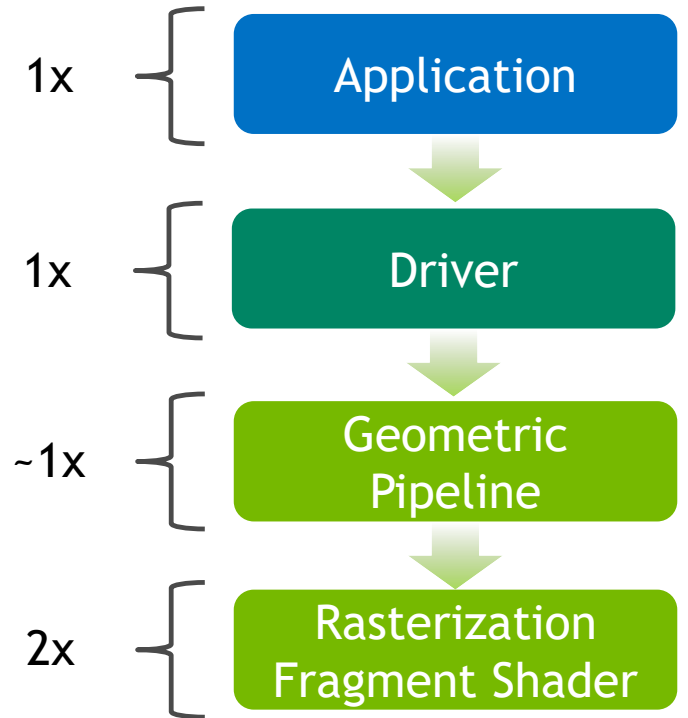 1x
Application
1x
Driver
~1x
Geometric
Pipeline
2x
Rasterization
Fragment Shader